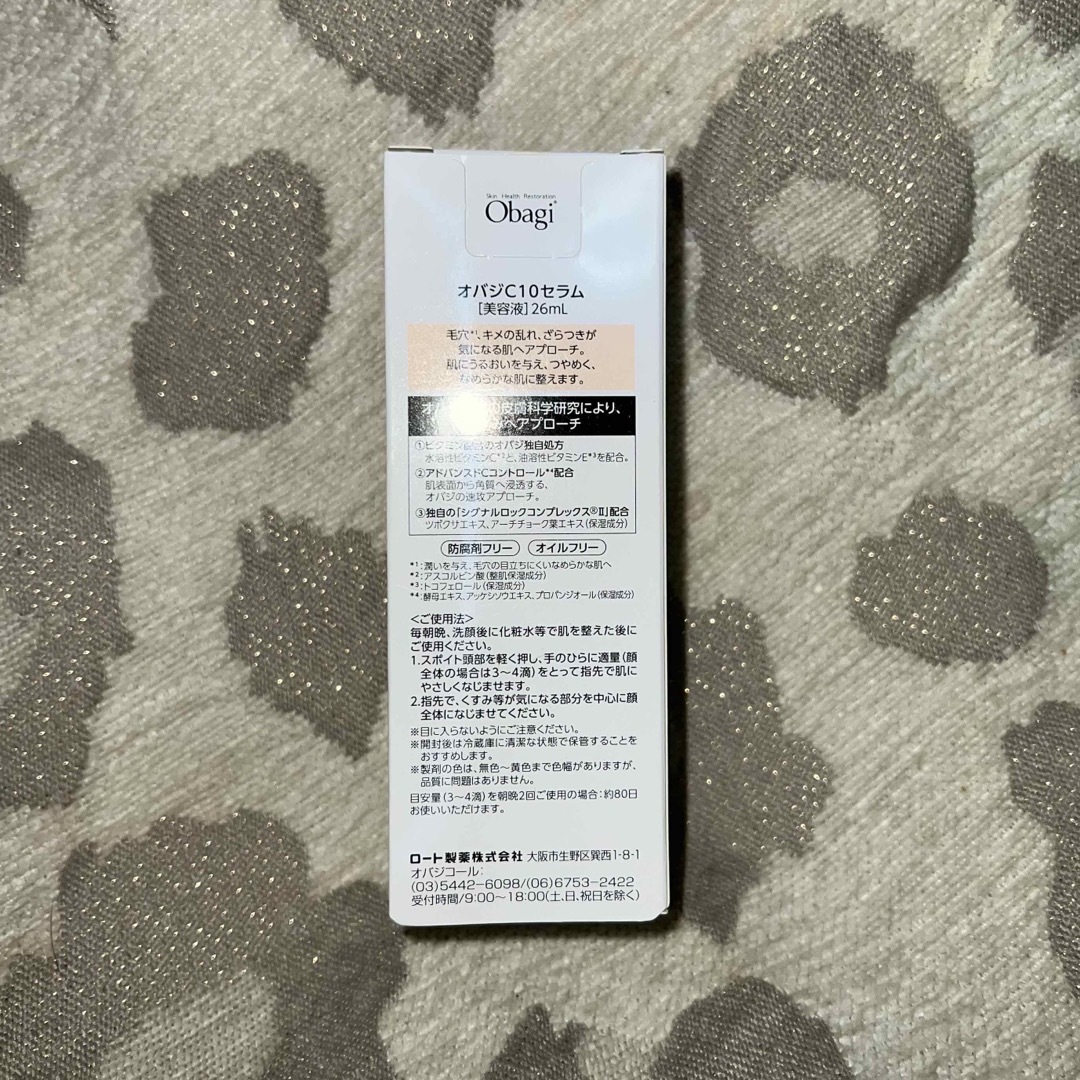 Skin Health Restoration
Obagi®
オバジC10セラム
[美容液]26mL
毛穴*1、キメの乱れ、ざらつきが
気になる肌へアプローチ。
肌にうるおいを与え、つやめく、
なめらかな肌に整えます。
皮膚科学研究により、
へアプローチ
①ビタミン のオバジ独自処方
水溶性ビタミンC*2と、油溶性ビタミンE*3を配合。
②アドバンスドCコントロール*4配合
肌表面から角質へ浸透する、
オバジの速攻アプローチ。
③独自の「シグナルロックコンプレックス®Ⅱ」配合
ツボクサエキス、アーチチョーク葉エキス(保湿成分)
防腐剤フリー オイルフリー
*1:潤いを与え、毛穴の目立ちにくいなめらかな肌へ
*2:アスコルビン酸(整肌保湿成分)
*3:トコフェロール(保湿成分)
*4:酵母エキス、アッケシソウエキス、プロパンジオール(保湿成分)
<ご使用法>
毎朝晩、洗顔後に化粧水等で肌を整えた後に
ご使用ください。
1.スポイト頭部を軽く押し、手のひらに適量(顔
全体の場合は3~4滴)をとって指先で肌に
やさしくなじませます。
2.指先で、くすみ等が気になる部分を中心に顔
全体になじませてください。
※目に入らないようにご注意ください。
※開封後は冷蔵庫に清潔な状態で保管することを
おすすめします。
※製剤の色は、無色~黄色まで色幅がありますが、
品質に問題はありません。
目安量(3~4滴)を朝晩2回ご使用の場合:約80日
お使いいただけます。
ロート製薬株式会社 大阪市生野区巽西1-8-1
オバジコール:
(03)5442-6098/(06)6753-2422
受付時間/9:00~18:00(土、日、祝日を除く)